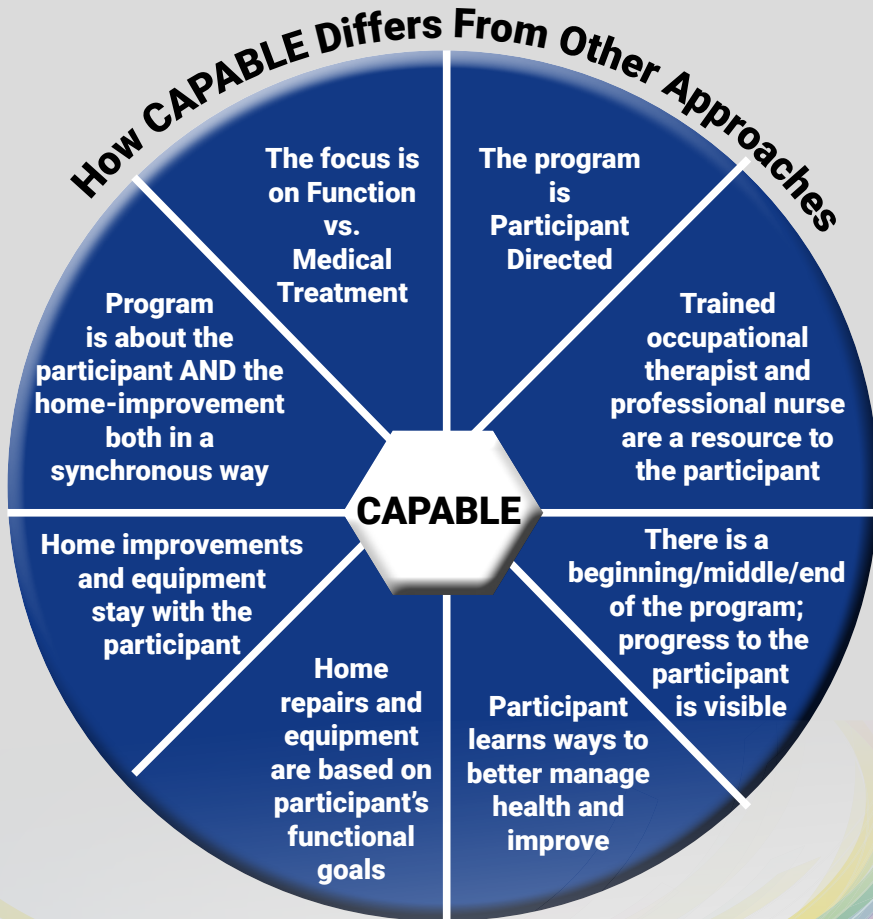 How CAPABLE Differs From Other Approaches
The focus is
on Function
vs.
Medical
Treatment
The program
is
Participant
Directed
Trained
occupational
therapist and
professional nurse
are a resource to
the participant
There is a
beginning/middle/end
of the program;
progress to the
participant
is visible
Participant
learns ways to
better manage
health and
improve
Home
repairs and
equipment
are based on
participant's
functional
goals
Home improvements
and equipment
stay with the
participant
Program
is about the
participant AND the
home-improvement
both in a
synchronous way
CAPABLE